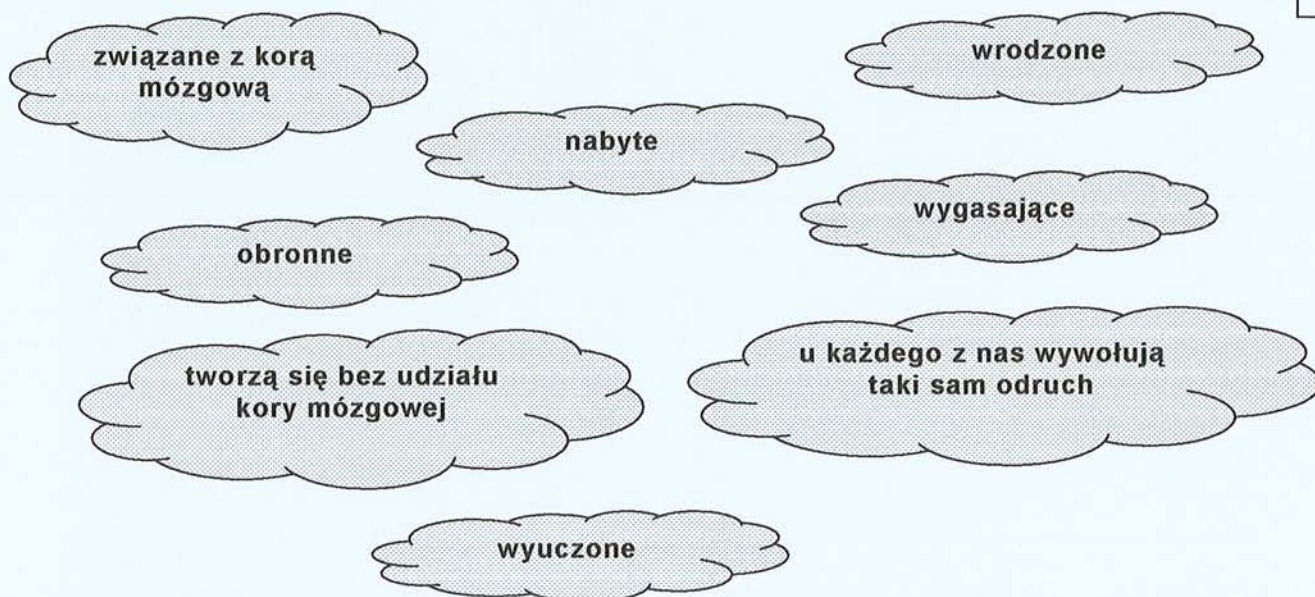 związane z korą
mózgową
wrodzone
nabyte
wygasające
obronne
u każdego z nas wywołują
taki sam odruch
tworzą się bez udziału
kory mózgowej
wyuczone